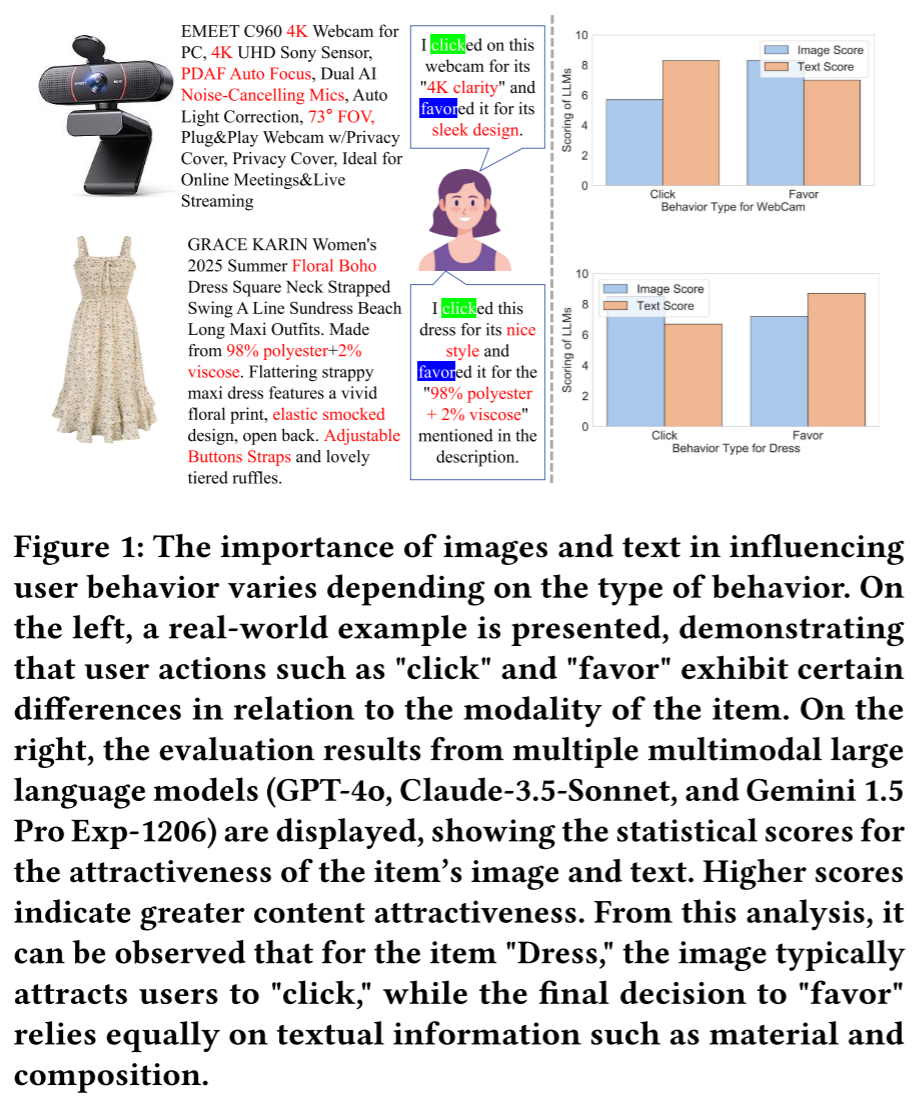 EMEET C960 4K Webcam for
PC, 4K UHD Sony Sensor,
PDAF Auto Focus, Dual AI
Noise-Cancelling Mics, Auto
Light Correction, 73° FOV,
Plug&Play Webcam w/Privacy
Cover, Privacy Cover, Ideal for
Online Meetings&Live
Streaming
I clicked on this
webcam for its
"4K clarity" and
favored it for its
sleek design.
10
8
6
4
2
0
Scoring of LLMs
Image Score
Text Score
Click
Favor
Behavior Type for WebCam
GRACE KARIN Women's
2025 Summer Floral Boho
Dress Square Neck Strapped
Swing A Line Sundress Beach
Long Maxi Outfits. Made
from 98% polyester+2%
viscose. Flattering strappy
maxi dress features a vivid
floral print, elastic smocked
design, open back. Adjustable
Buttons Straps and lovely
tiered ruffles.
I clicked this
dress for its nice
style and
favored it for the
"98% polyester
+ 2% viscose"
mentioned in the
description.
10
8
6
4
2
0
Scoring of LLMs
Image Score
Text Score
Click
Favor
Behavior Type for Dress
Figure 1: The importance of images and text in influencing
user behavior varies depending on the type of behavior. On
the left, a real-world example is presented, demonstrating
that user actions such as "click" and "favor" exhibit certain
differences in relation to the modality of the item. On the
right, the evaluation results from multiple multimodal large
language models (GPT-4o, Claude-3.5-Sonnet, and Gemini 1.5
Pro Exp-1206) are displayed, showing the statistical scores for
the attractiveness of the item's image and text. Higher scores
indicate greater content attractiveness. From this analysis, it
can be observed that for the item "Dress," the image typically
attracts users to "click," while the final decision to "favor"
relies equally on textual information such as material and
composition.